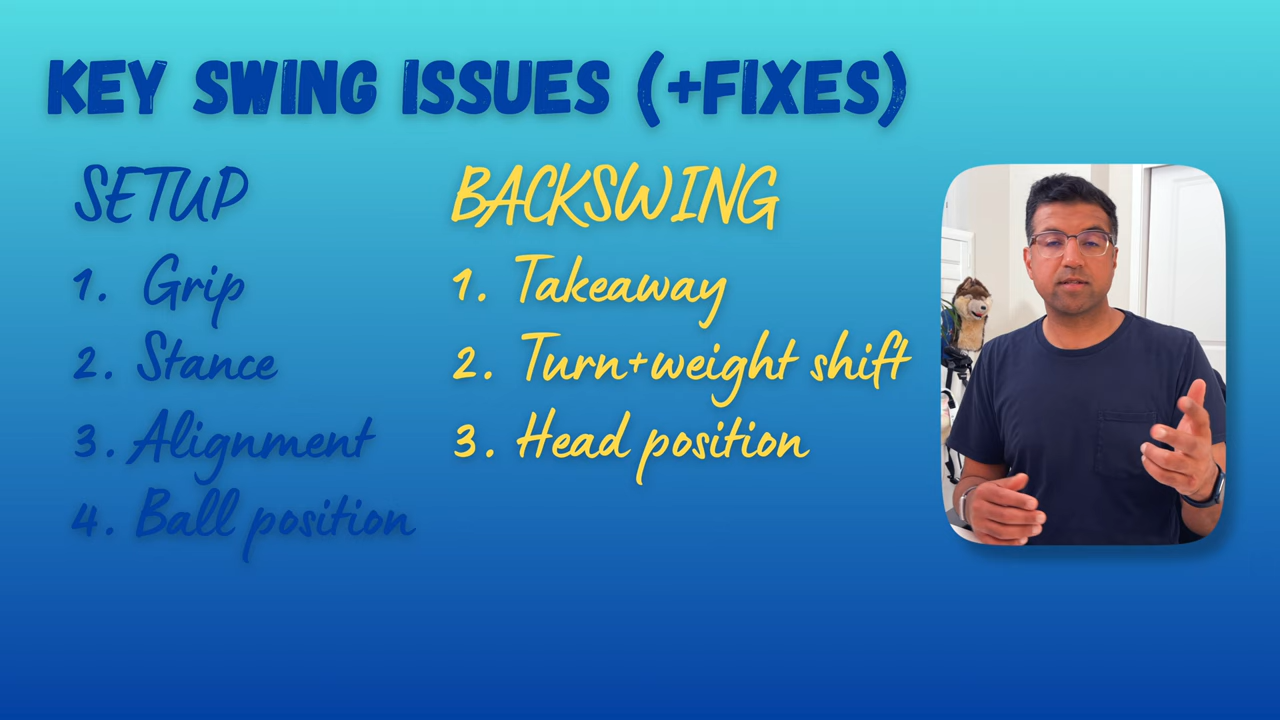 KEY SWING ISSUES (+FIXES)
SETUP
1. Grip
2. Stance
3. Alignment
4. Ball position
BACKSWING
1. Takeaway
2. Turn+weight shift
3. Head position